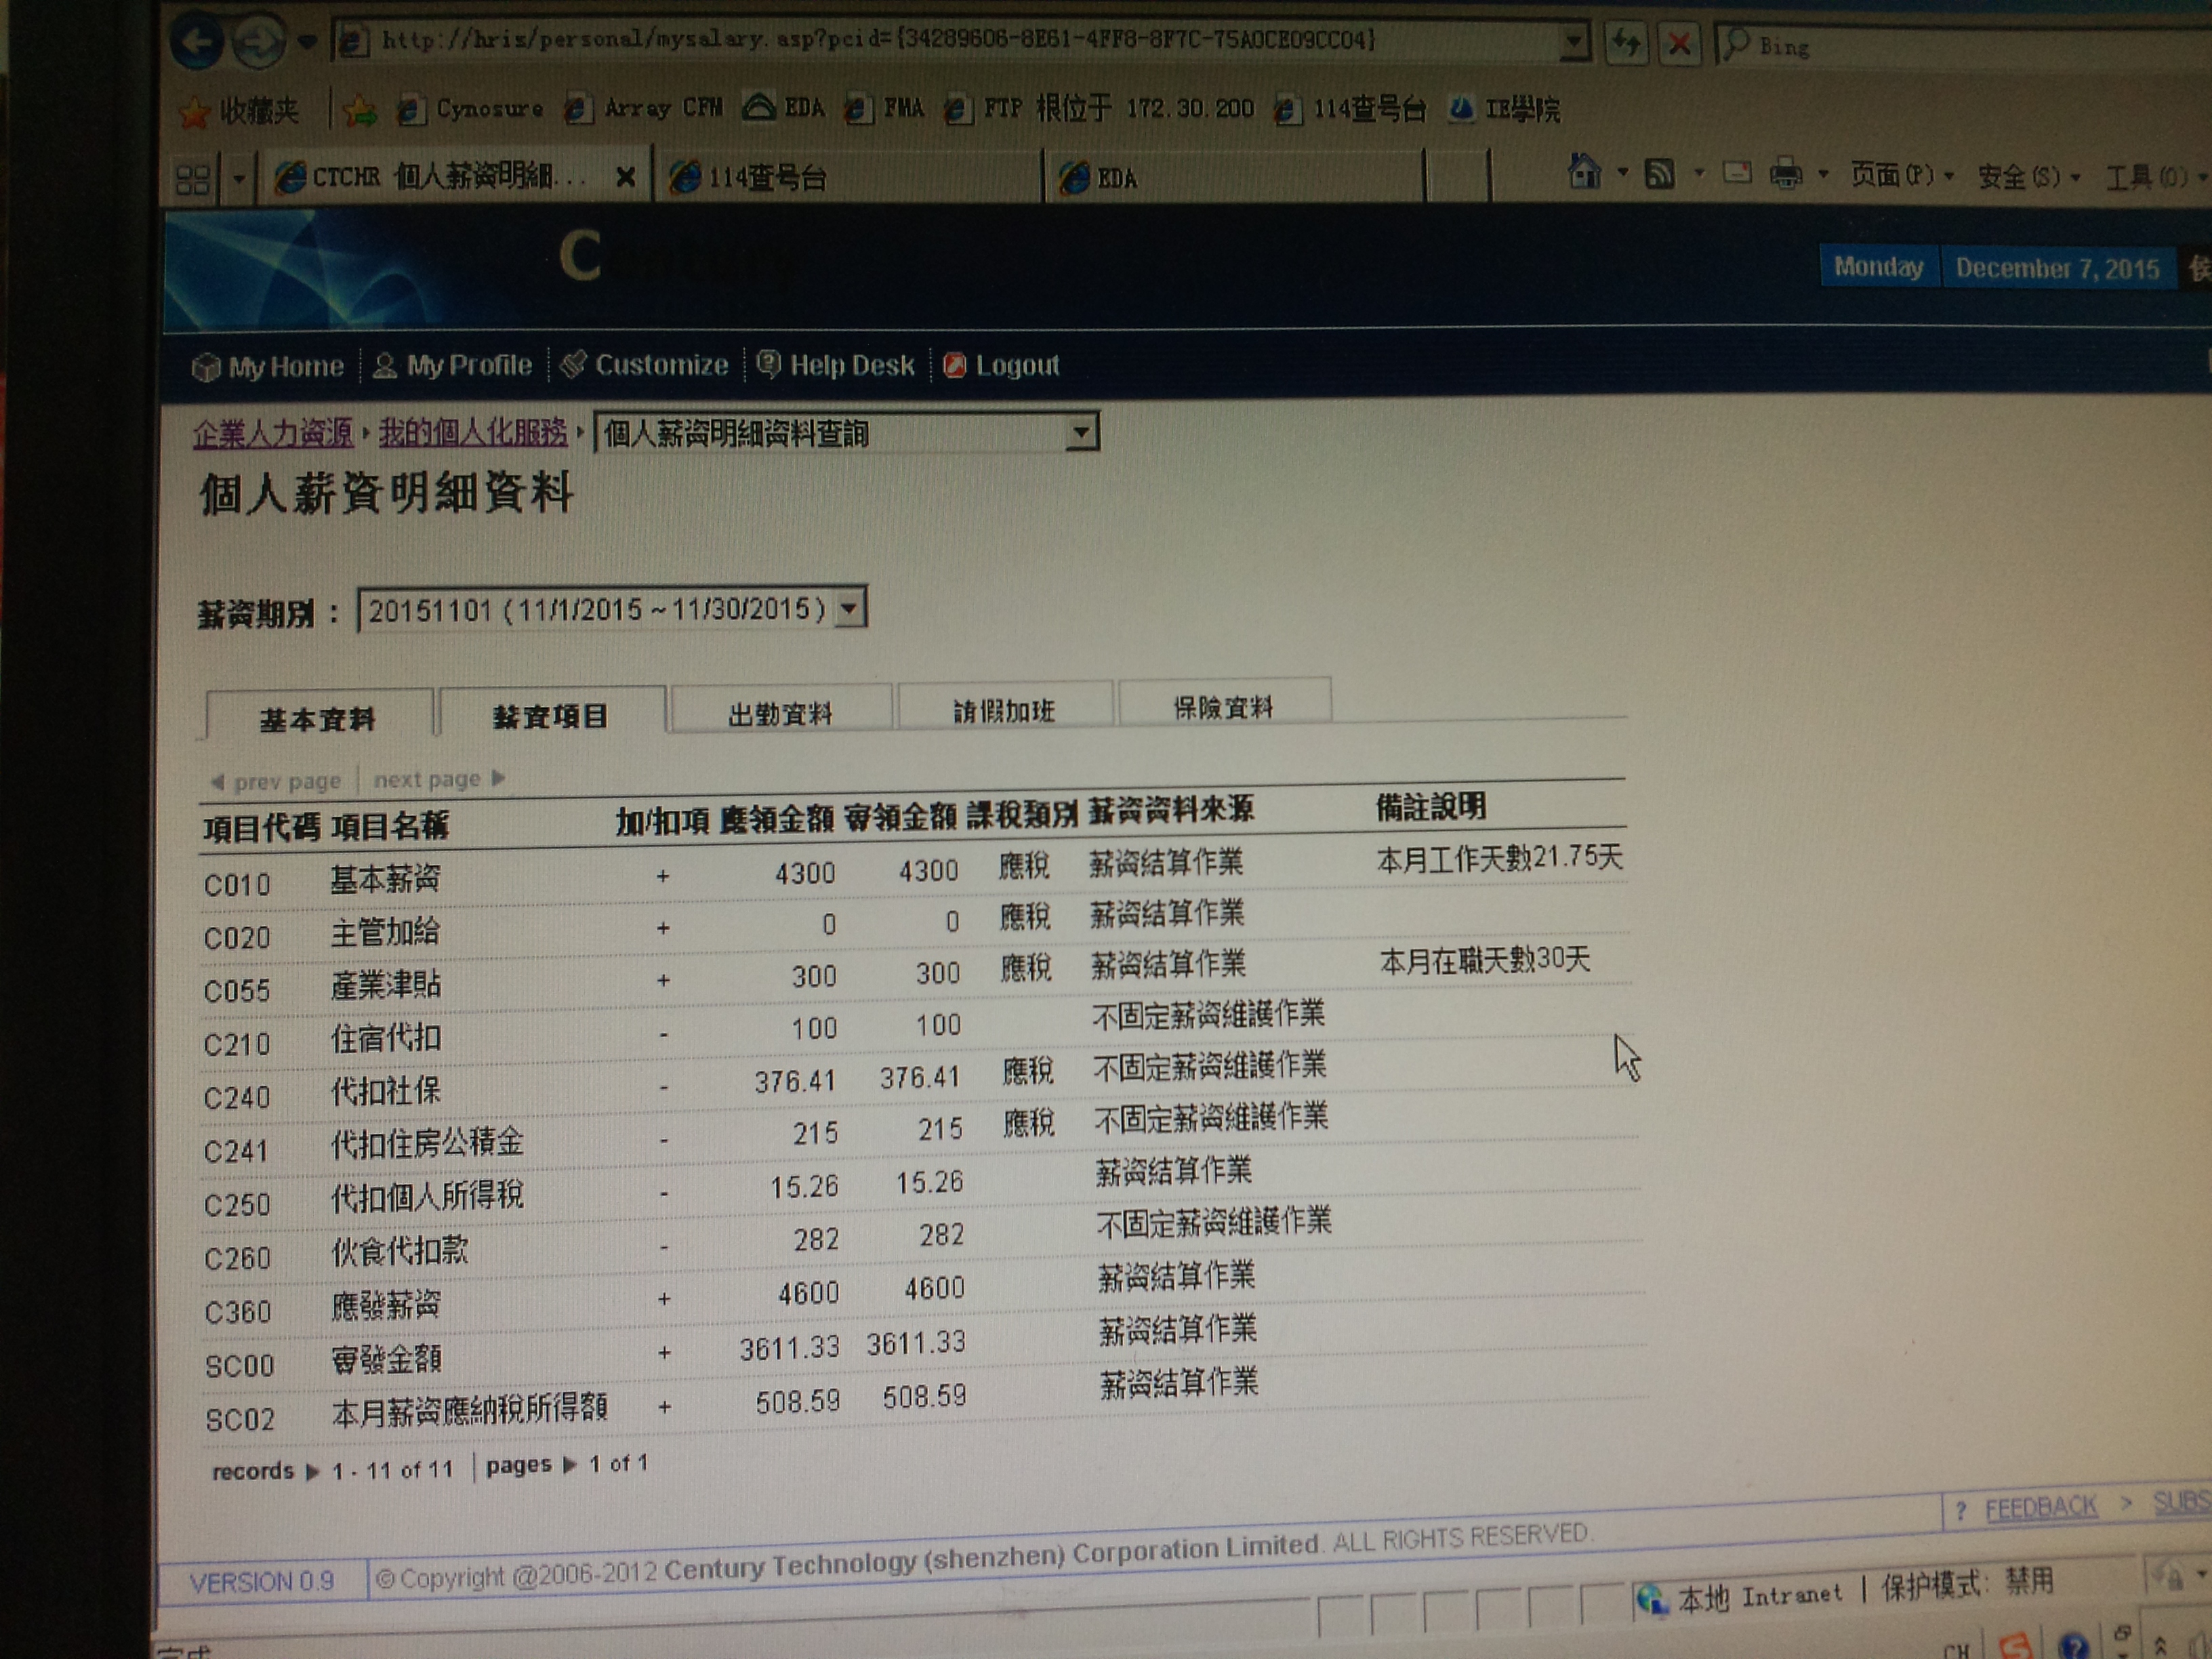 http://hris/personal/mysalary.asp?pcid={34289606-8E61-4FF8-8F7C-75A0CE09CC04}
Bing
收藏夹 Cynosure Array CFM EDA FMA FTP 根位于 172.30.200 114查号台 IE學院
CTCHR 個人薪資明細... 114查号台 EDA 页面(P) 安全(S) 工具(O)
C
Monday December 7, 2015
My Home My Profile Customize Help Desk Logout
企業人力資源 我的個人化服務 個人薪資明細資料查詢
個人薪資明細資料
薪資期別： 20151101 ( 11/1/2015 ~ 11/30/2015 )
基本資料 薪資項目 出勤資料 請假加班 保險資料
prev page next page
項目代碼 項目名稱 加/扣項 應領金額 實領金額 課稅類別 薪資資料來源 備註說明
C010 基本薪資 + 4300 4300 應稅 薪資結算作業 本月工作天數21.75天
C020 主管加給 + 0 0 應稅 薪資結算作業
C055 產業津貼 + 300 300 應稅 薪資結算作業 本月在職天數30天
C210 住宿代扣 - 100 100 不固定薪資維護作業
C240 代扣社保 - 376.41 376.41 應稅 不固定薪資維護作業
C241 代扣住房公積金 - 215 215 應稅 不固定薪資維護作業
C250 代扣個人所得稅 - 15.26 15.26 薪資結算作業
C260 伙食代扣款 - 282 282 不固定薪資維護作業
C360 應發薪資 + 4600 4600 薪資結算作業
SC00 實發金額 + 3611.33 3611.33 薪資結算作業
SC02 本月薪資應納稅所得額 + 508.59 508.59 薪資結算作業
records 1 - 11 of 11 pages 1 of 1
? FEEDBACK > SUBS
VERSION 0.9 © Copyright @2006-2012 Century Technology (shenzhen) Corporation Limited. ALL RIGHTS RESERVED.
本地 Intranet | 保护模式: 禁用
完成
CH